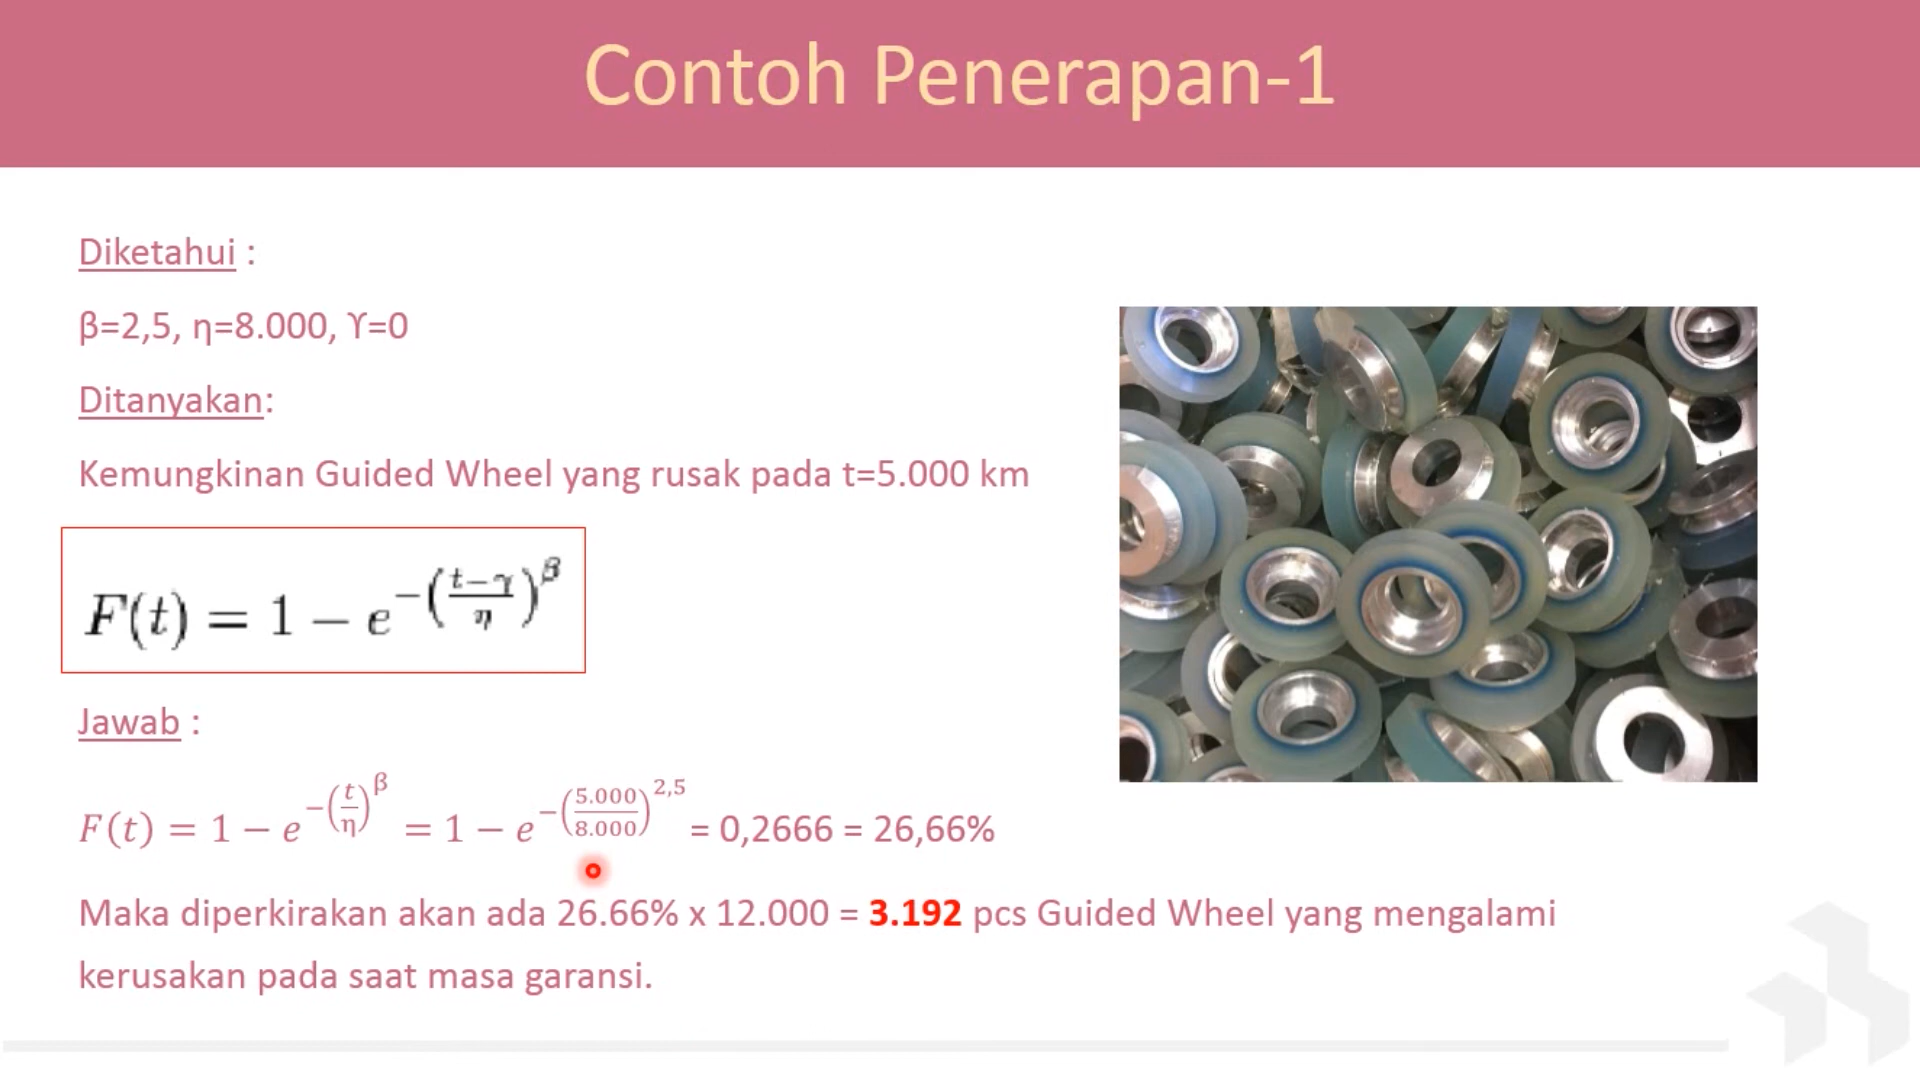 Contoh Penerapan-1
Diketahui :
β=2,5, η=8.000, ϒ=0
Ditanyakan:
Kemungkinan Guided Wheel yang rusak pada t=5.000 km
F(t) = 1 − e^−((t−γ)/η)^β
Jawab :
F(t) = 1 − e^−(t/η)^β = 1 − e^−(5.000/8.000)^2,5 = 0,2666 = 26,66%
Maka diperkirakan akan ada 26.66% x 12.000 = 3.192 pcs Guided Wheel yang mengalami
kerusakan pada saat masa garansi.